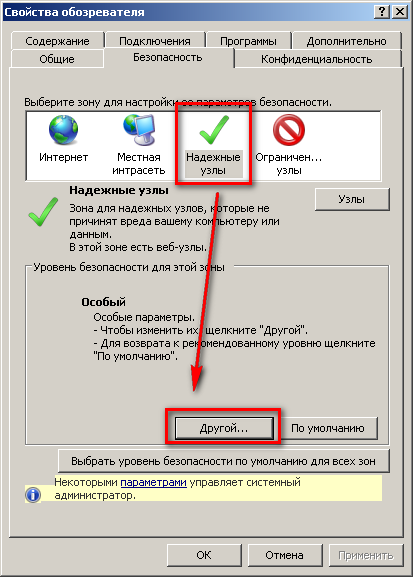 Свойства обозревателя
Содержание Подключения Программы Дополнительно
Общие Безопасность Конфиденциальность
Выберите зону для настройки ее параметров безопасности.
Интернет
Местная интрасеть
Надежные узлы
Ограничен... узлы
Надежные узлы
Узлы
Зона для надежных узлов, которые не
причинят вреда вашему компьютеру или
данным.
В этой зоне есть веб-узлы.
Уровень безопасности для этой зоны
Особый
Особые параметры.
- Чтобы изменить их, щелкните "Другой".
- Для возврата к рекомендованному уровню щелкните
"По умолчанию".
Другой... По умолчанию
Выбрать уровень безопасности по умолчанию для всех зон
Некоторыми параметрами управляет системный
администратор.
ОК Отмена Применить